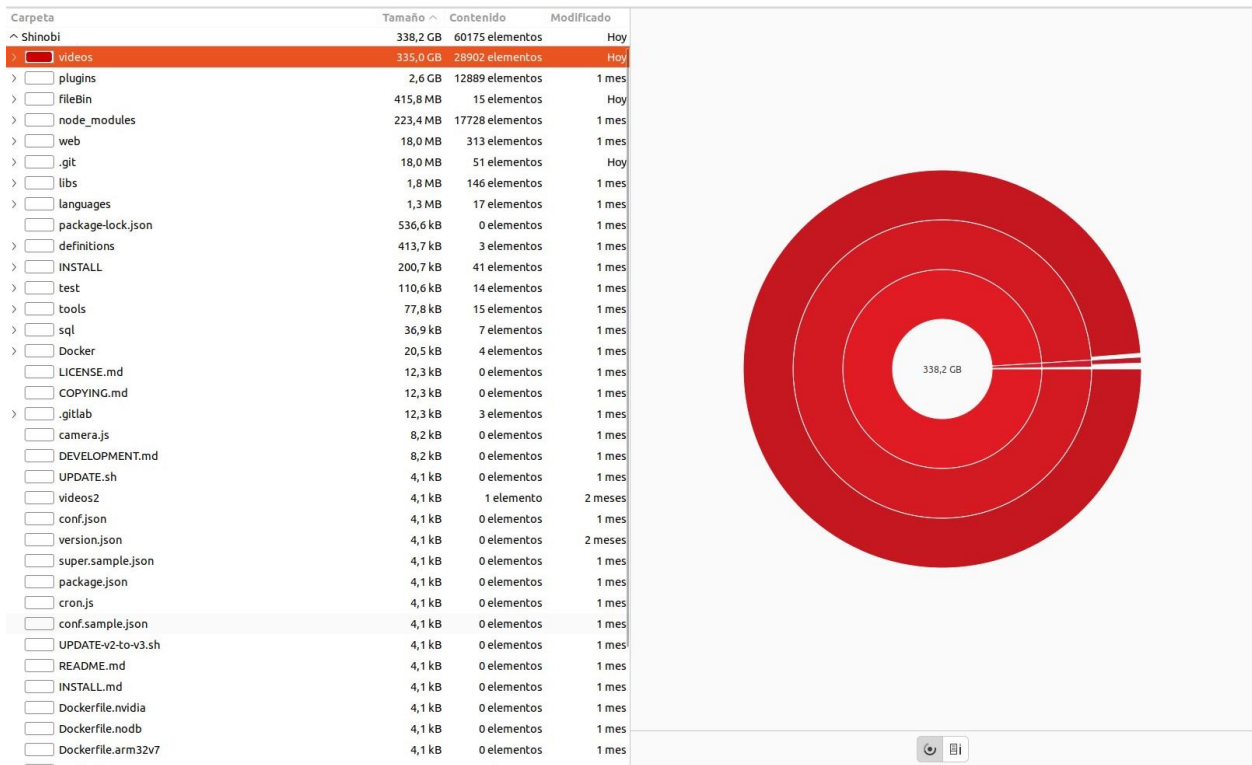 Carpeta Tamaño Contenido Modificado
Shinobi 338,2 GB 60175 elementos Hoy
videos 335,0 GB 28902 elementos Hoy
plugins 2,6 GB 12889 elementos 1 mes
fileBin 415,8 MB 15 elementos Hoy
node_modules 223,4 MB 17728 elementos 1 mes
web 18,0 MB 313 elementos 1 mes
.git 18,0 MB 51 elementos Hoy
libs 1,8 MB 146 elementos 1 mes
languages 1,3 MB 17 elementos 1 mes
package-lock.json 536,6 kB 0 elementos 1 mes
definitions 413,7 kB 3 elementos 1 mes
INSTALL 200,7 kB 41 elementos 1 mes
test 110,6 kB 14 elementos 1 mes
tools 77,8 kB 15 elementos 1 mes
sql 36,9 kB 7 elementos 1 mes
Docker 20,5 kB 4 elementos 1 mes
LICENSE.md 12,3 kB 0 elementos 1 mes
COPYING.md 12,3 kB 0 elementos 1 mes
.gitlab 12,3 kB 3 elementos 1 mes
camera.js 8,2 kB 0 elementos 1 mes
DEVELOPMENT.md 8,2 kB 0 elementos 1 mes
UPDATE.sh 4,1 kB 0 elementos 1 mes
videos2 4,1 kB 1 elemento 2 meses
conf.json 4,1 kB 0 elementos 1 mes
version.json 4,1 kB 0 elementos 2 meses
super.sample.json 4,1 kB 0 elementos 1 mes
package.json 4,1 kB 0 elementos 1 mes
cron.js 4,1 kB 0 elementos 1 mes
conf.sample.json 4,1 kB 0 elementos 1 mes
UPDATE-v2-to-v3.sh 4,1 kB 0 elementos 1 mes
README.md 4,1 kB 0 elementos 1 mes
INSTALL.md 4,1 kB 0 elementos 1 mes
Dockerfile.nvidia 4,1 kB 0 elementos 1 mes
Dockerfile.nodb 4,1 kB 0 elementos 1 mes
Dockerfile.arm32v7 4,1 kB 0 elementos 1 mes
338,2 GB